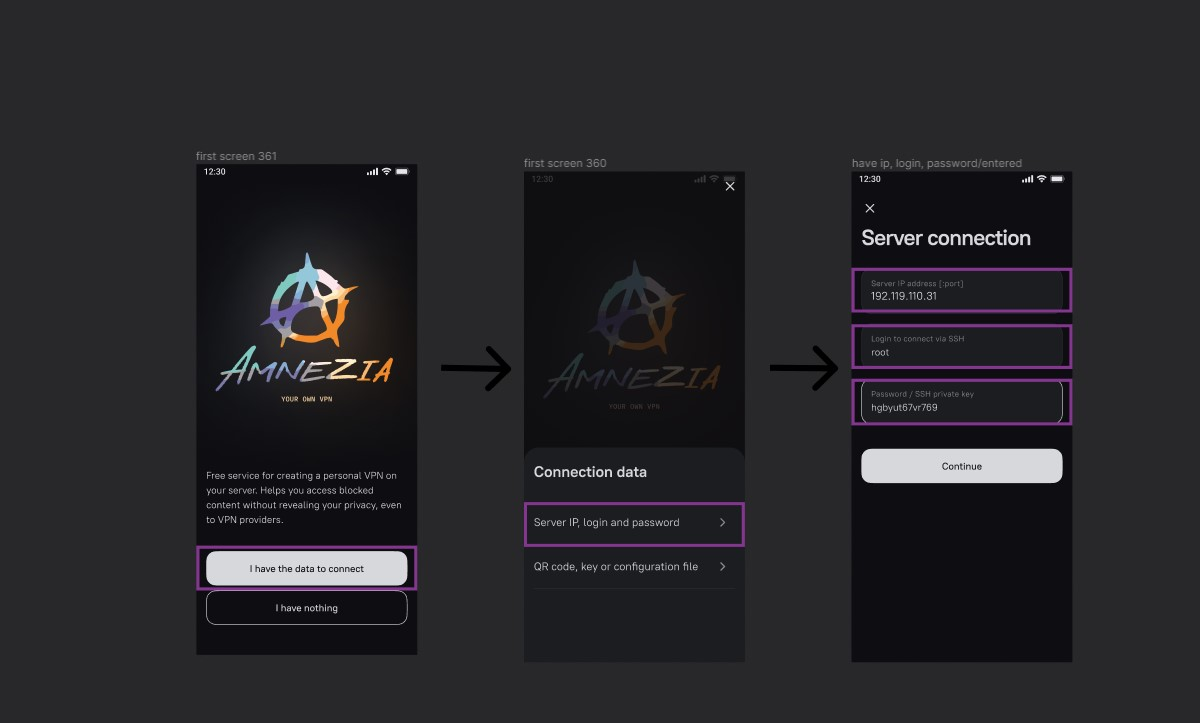 first screen 361
12:30
AMNEZIA
YOUR OWN VPN
Free service for creating a personal VPN on
your server. Helps you access blocked
content without revealing your privacy, even
to VPN providers.
I have the data to connect
I have nothing
first screen 360
12:30
AMNEZIA
YOUR OWN VPN
Connection data
Server IP, login and password
QR code, key or configuration file
have ip, login, password/entered
12:30
Server connection
Server IP address [:port]
192.119.110.31
Login to connect via SSH
root
Password / SSH private key
hgbyut67vr769
Continue